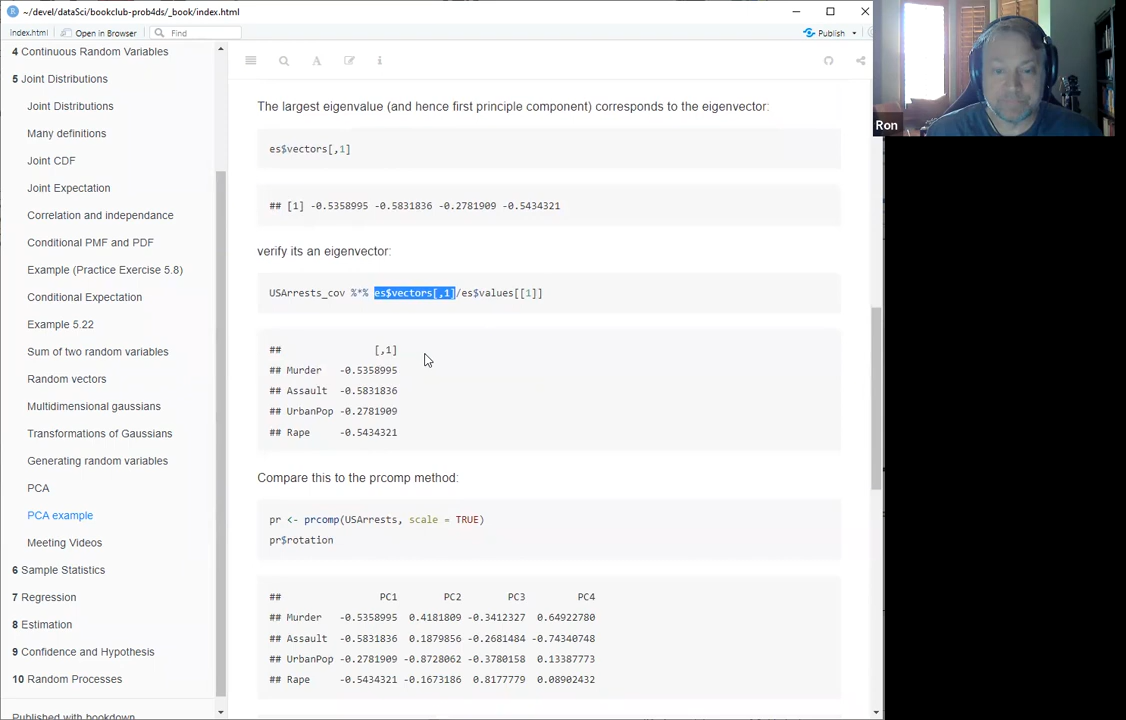 ~/devel/dataSci/bookclub-prob4ds/_book/index.html
index.html
Open in Browser
Find
Publish
4 Continuous Random Variables
5 Joint Distributions
Joint Distributions
Many definitions
Joint CDF
Joint Expectation
Correlation and independance
Conditional PMF and PDF
Example (Practice Exercise 5.8)
Conditional Expectation
Example 5.22
Sum of two random variables
Random vectors
Multidimensional gaussians
Transformations of Gaussians
Generating random variables
PCA
PCA example
Meeting Videos
6 Sample Statistics
7 Regression
8 Estimation
9 Confidence and Hypothesis
10 Random Processes
Published with bookdown
The largest eigenvalue (and hence first principle component) corresponds to the eigenvector:
es$vectors[,1]
## [1] -0.5358995 -0.5831836 -0.2781909 -0.5434321
verify its an eigenvector:
USArrests_cov %*% es$vectors[,1]/es$values[[1]]
## [,1]
## Murder -0.5358995
## Assault -0.5831836
## UrbanPop -0.2781909
## Rape -0.5434321
Compare this to the prcomp method:
pr <- prcomp(USArrests, scale = TRUE)
pr$rotation
## PC1 PC2 PC3 PC4
## Murder -0.5358995 0.4181809 -0.3412327 0.64922780
## Assault -0.5831836 0.1879856 -0.2681484 -0.74340748
## UrbanPop -0.2781909 -0.8728062 -0.3780158 0.13387773
## Rape -0.5434321 -0.1673186 0.8177779 0.08902432
Ron